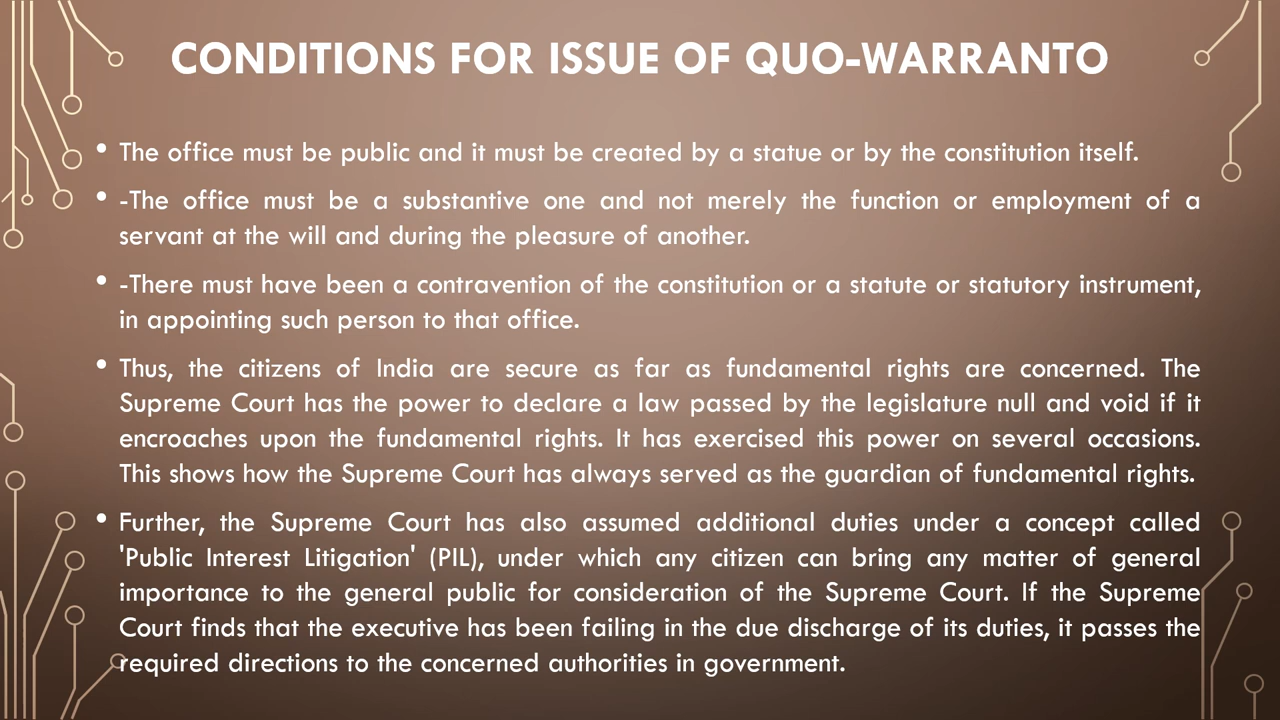 CONDITIONS FOR ISSUE OF QUO-WARRANTO
• The office must be public and it must be created by a statue or by the constitution itself.
• -The office must be a substantive one and not merely the function or employment of a
servant at the will and during the pleasure of another.
• -There must have been a contravention of the constitution or a statute or statutory instrument,
in appointing such person to that office.
• Thus, the citizens of India are secure as far as fundamental rights are concerned. The
Supreme Court has the power to declare a law passed by the legislature null and void if it
encroaches upon the fundamental rights. It has exercised this power on several occasions.
This shows how the Supreme Court has always served as the guardian of fundamental rights.
• Further, the Supreme Court has also assumed additional duties under a concept called
'Public Interest Litigation' (PIL), under which any citizen can bring any matter of general
importance to the general public for consideration of the Supreme Court. If the Supreme
Court finds that the executive has been failing in the due discharge of its duties, it passes the
required directions to the concerned authorities in government.